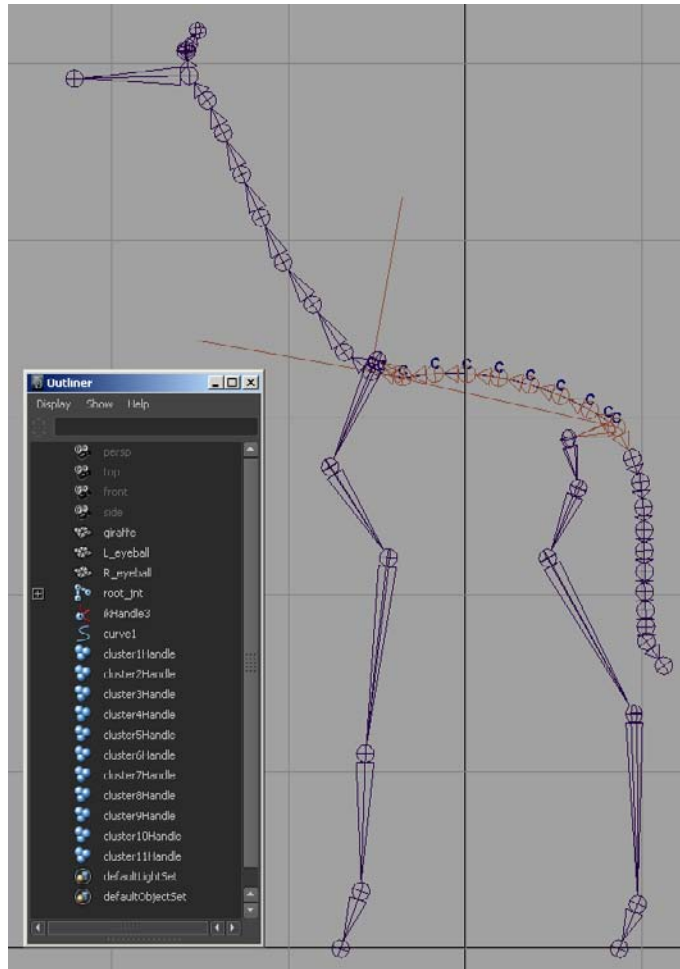 Outliner
Display Show Help
persp
top
front
side
giraffe
L_eyeball
R_eyeball
root_jnt
ikHandle3
curve1
cluster1Handle
cluster2Handle
cluster3Handle
cluster4Handle
cluster5Handle
cluster6Handle
cluster7Handle
cluster8Handle
cluster9Handle
cluster10Handle
cluster11Handle
defaultLightSet
defaultObjectSet
C C C C C C C C C